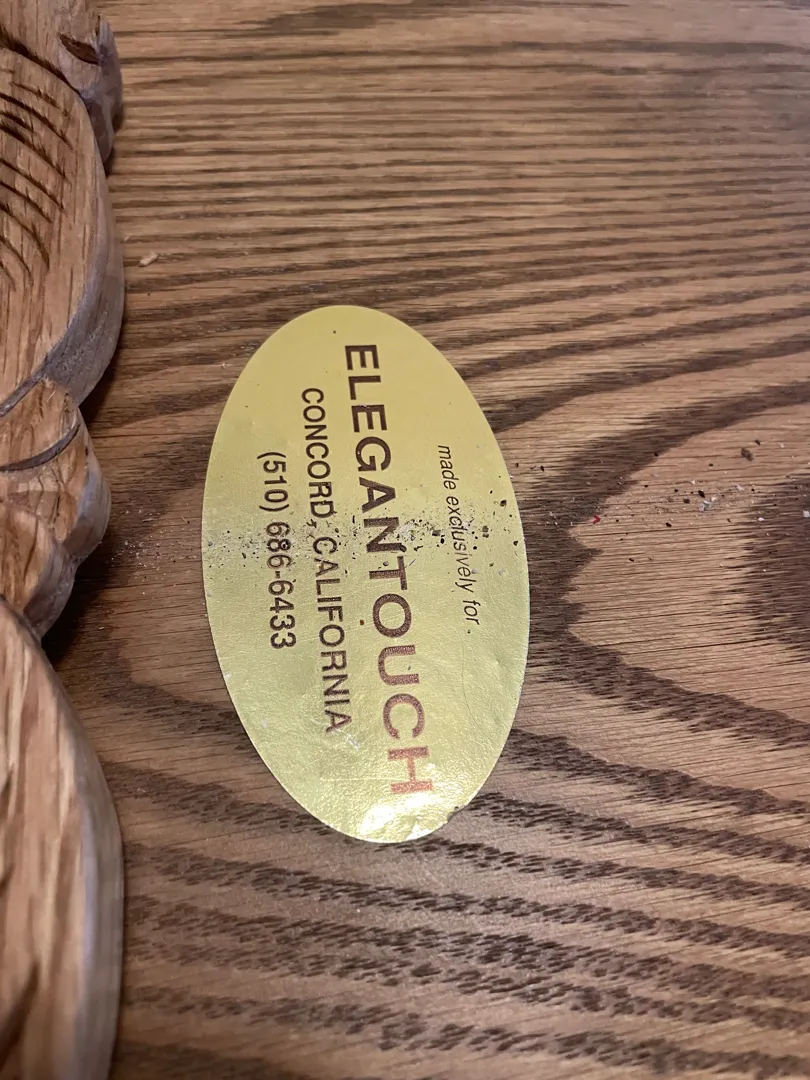 made exclusively for
ELEGANTOUCH
CONCORD, CALIFORNIA
(510) 686-6433